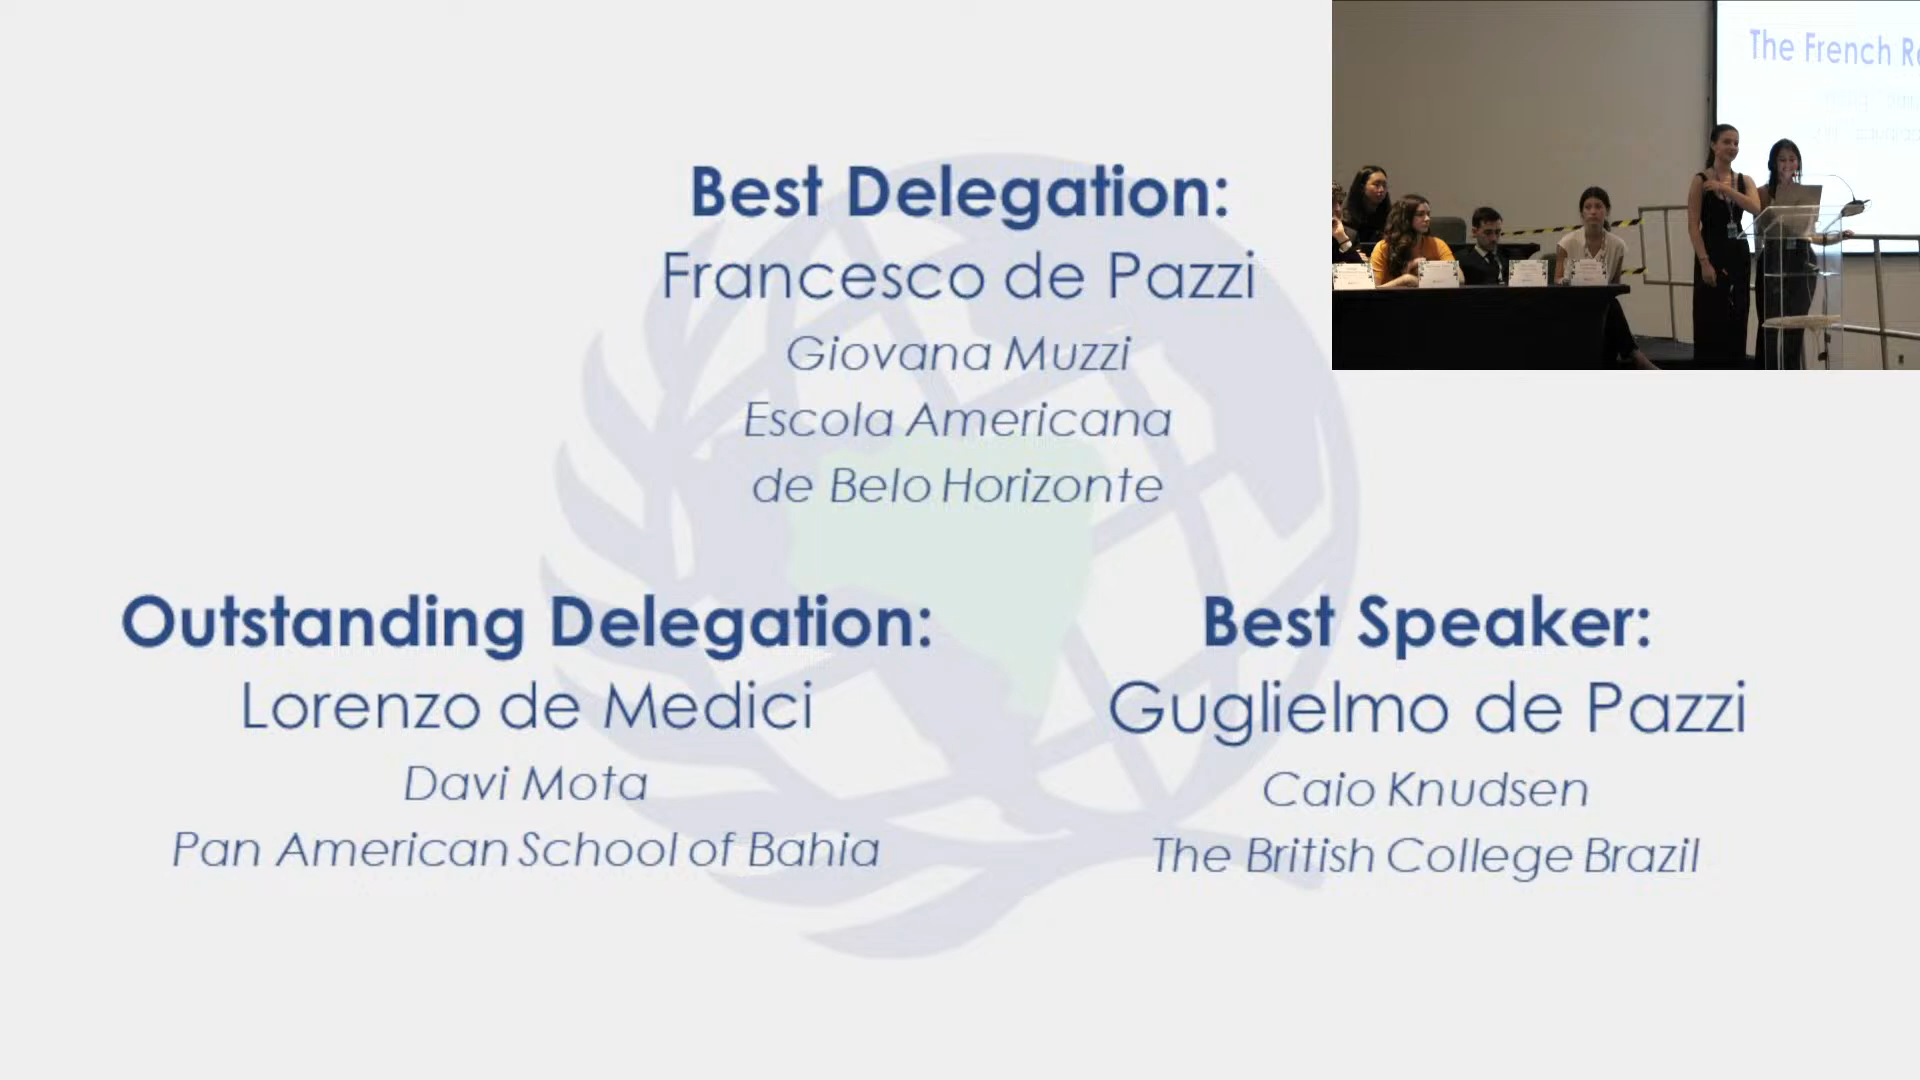 Best Delegation:
Francesco de Pazzi
Giovana Muzzi
Escola Americana
de Belo Horizonte
Outstanding Delegation:
Lorenzo de Medici
Davi Mota
Pan American School of Bahia
Best Speaker:
Guglielmo de Pazzi
Caio Knudsen
The British College Brazil
The French